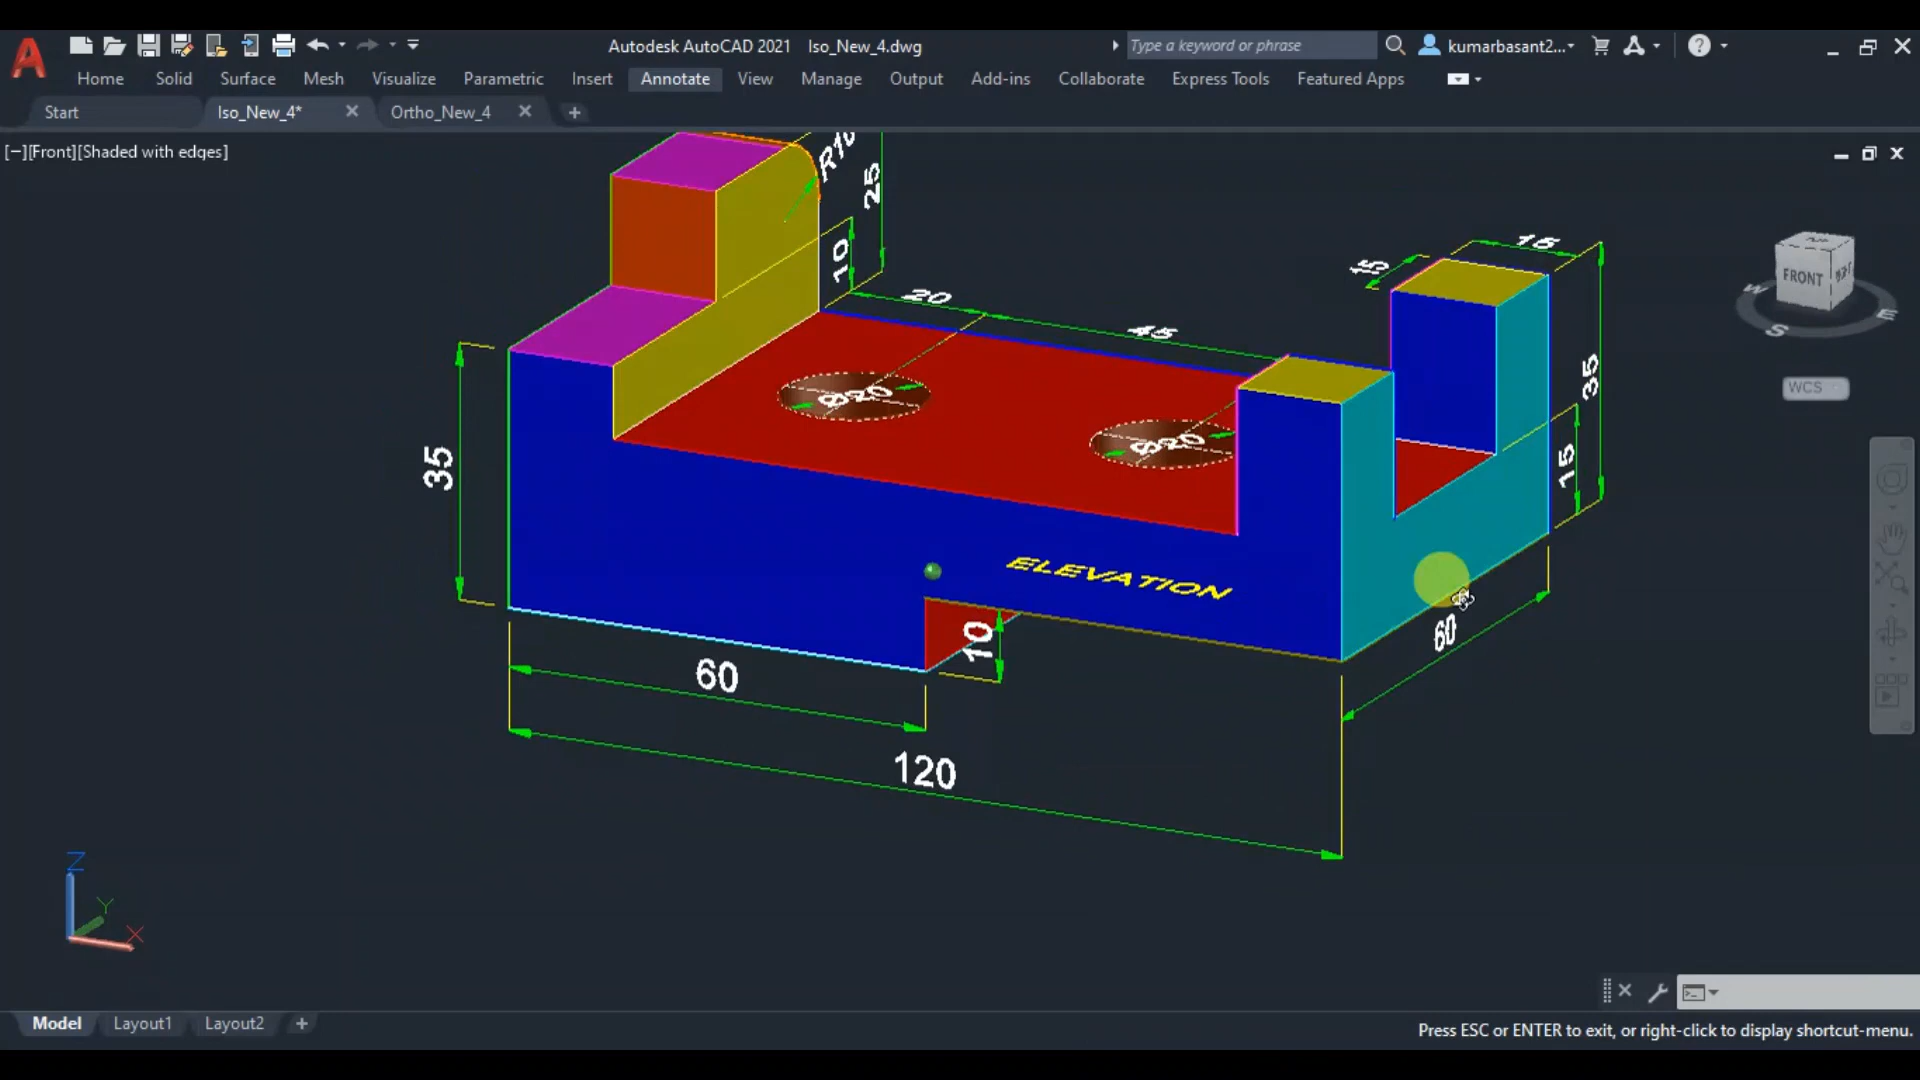 Autodesk AutoCAD 2021 Iso_New_4.dwg
Type a keyword or phrase
kumarbasant2...
Home Solid Surface Mesh Visualize Parametric Insert Annotate View Manage Output Add-ins Collaborate Express Tools Featured Apps
Start Iso_New_4* Ortho_New_4
[−][Front][Shaded with edges]
R10
25
10
20
45
15
15
35
15
Ø20
Ø20
35
ELEVATION
10
60
60
120
FRONT
W S E
WCS
Z
Y
X
Model Layout1 Layout2
Press ESC or ENTER to exit, or right-click to display shortcut-menu.